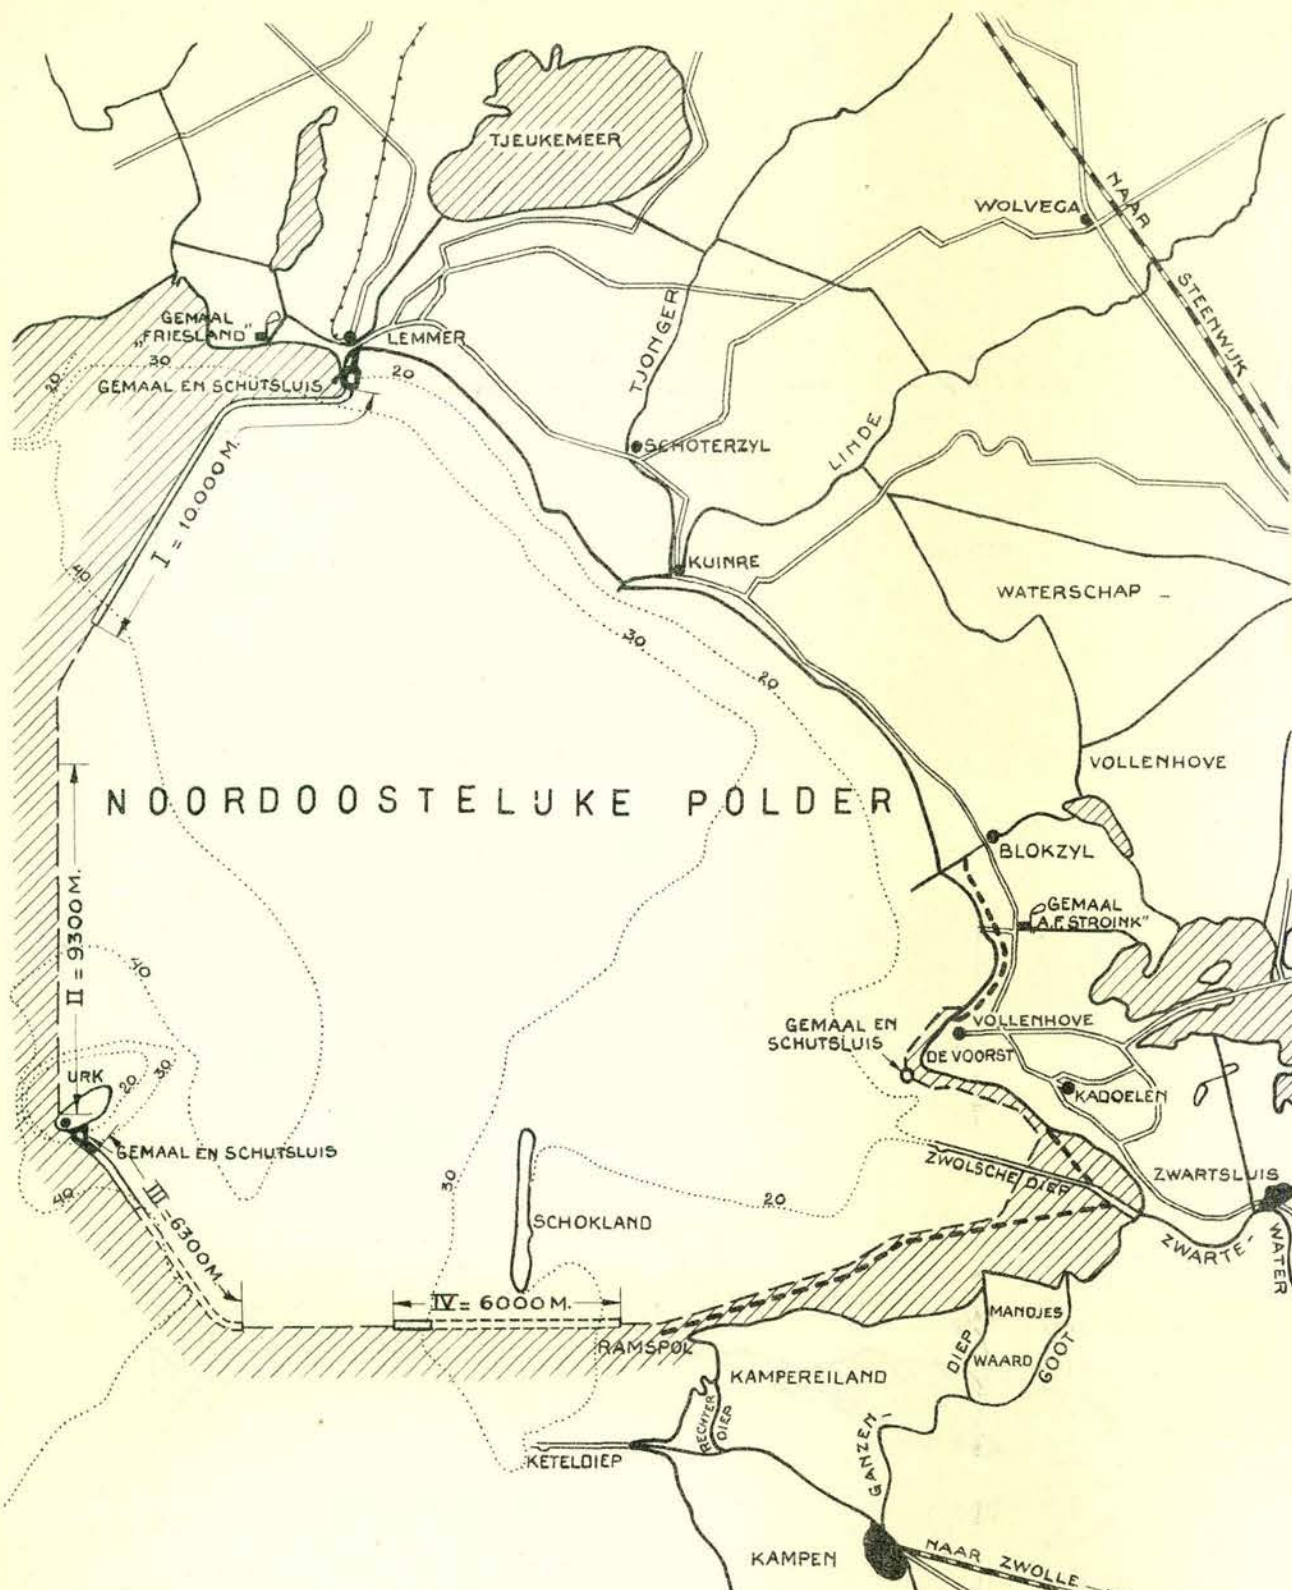 TJEUKEMEER
WOLVEGA
NAAR
STEENWIJK
GEMAAL
„FRIESLAND"
LEMMER
20
30
20
GEMAAL EN SCHUTSLUIS
TJONGER
SCHOTERZYL
LINDE
I = 10.000 M.
40
KUINRE
WATERSCHAP
30
20
VOLLENHOVE
NOORDOOSTELIJKE POLDER
BLOKZYL
II = 9300 M.
GEMAAL
„A.F. STROINK"
40
GEMAAL EN
SCHUTSLUIS
VOLLENHOVE
DE VOORST
URK
20
30
KADOELEN
GEMAAL EN SCHUTSLUIS
ZWOLSCHE DIEP
ZWARTSLUIS
40
III = 6300 M.
30
20
SCHOKLAND
ZWARTE-
WATER
IV = 6000 M.
MANDJES
WAARD
DIEP
GOOT
RAMSPOL
KAMPEREILAND
RECHTER
DIEP
GANZEN-
KETELDIEP
KAMPEN
NAAR ZWOLLE